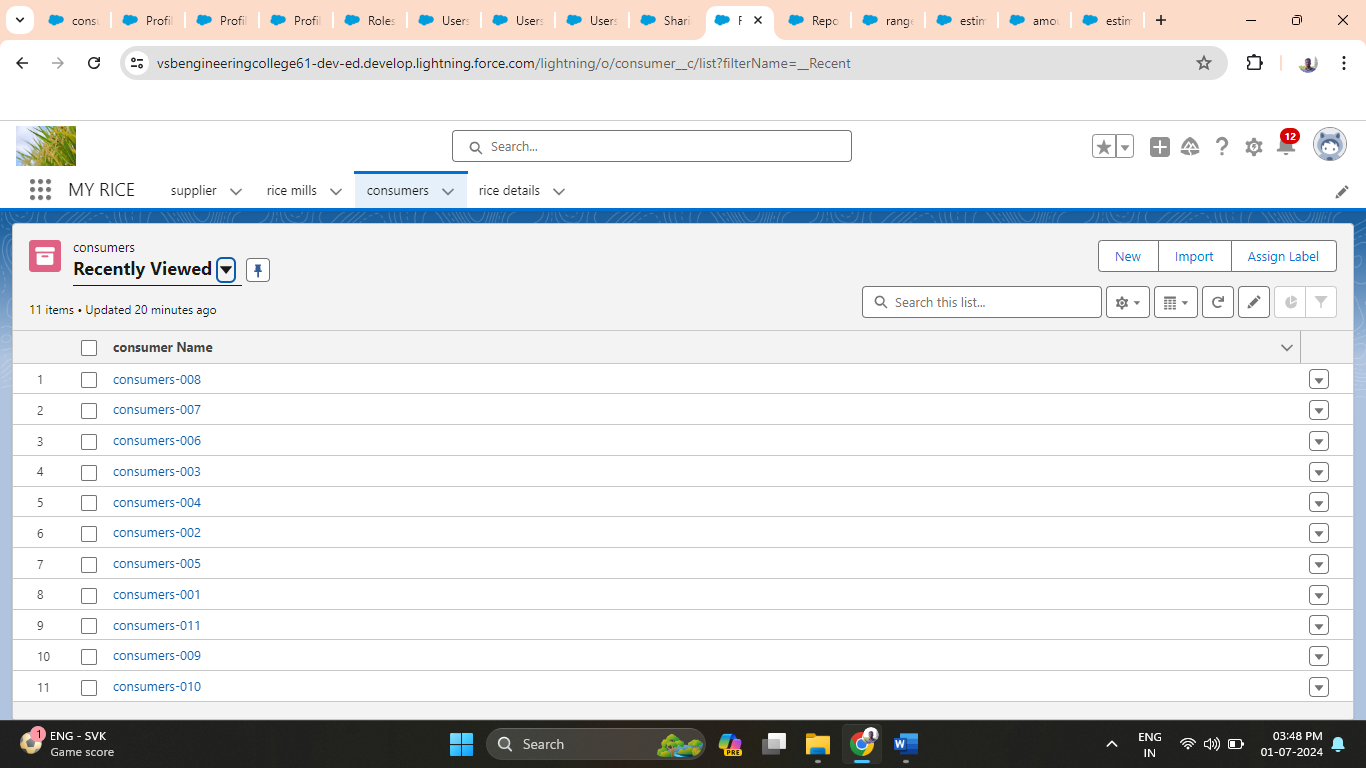 consu Profil Profil Profil Roles Users Users Users Shari F Repo range estim amou estim
vsbengineeringcollege61-dev-ed.develop.lightning.force.com/lightning/o/consumer__c/list?filterName=__Recent
Search...
12
MY RICE supplier rice mills consumers rice details
consumers
Recently Viewed
New Import Assign Label
11 items • Updated 20 minutes ago
Search this list...
consumer Name
1 consumers-008
2 consumers-007
3 consumers-006
4 consumers-003
5 consumers-004
6 consumers-002
7 consumers-005
8 consumers-001
9 consumers-011
10 consumers-009
11 consumers-010
1
ENG - SVK
Game score
Search
PRE
ENG
IN
03:48 PM
01-07-2024